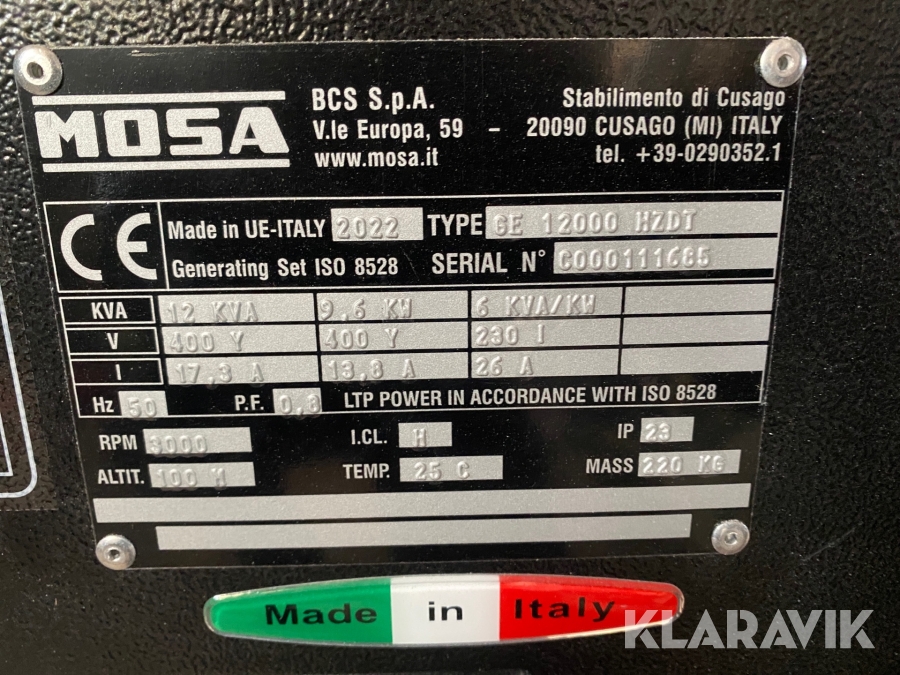 MOSA
BCS S.p.A.
V.le Europa, 59 - 20090 CUSAGO (MI) ITALY
www.mosa.it
Stabilimento di Cusago
tel. +39-0290352.1
CE
Made in UE-ITALY 2022 TYPE GE 12000 HZDT
Generating Set ISO 8528 SERIAL N° C000111685
KVA 12 KVA 9,6 KW 6 KVA/KW
V 400 Y 400 Y 230 I
I 17,3 A 13,8 A 26 A
Hz 50 P.F. 0,8 LTP POWER IN ACCORDANCE WITH ISO 8528
RPM 3000 I.CL. H IP 23
ALTIT. 100 M TEMP. 25 C MASS 220 KG
Made in Italy
KLARAVIK